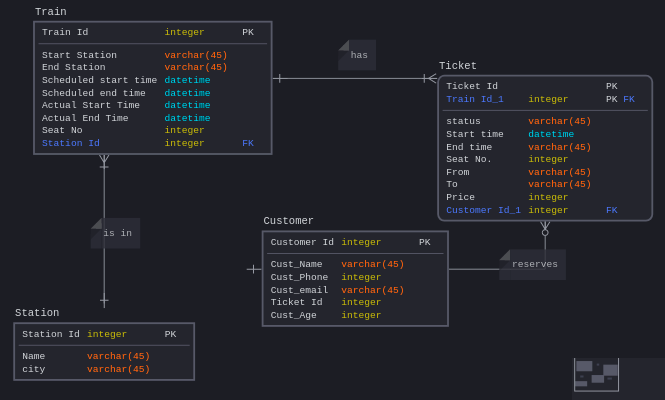 Train
Train Id integer PK
Start Station varchar(45)
End Station varchar(45)
Scheduled start time datetime
Scheduled end time datetime
Actual Start Time datetime
Actual End Time datetime
Seat No integer
Station Id integer FK
has
Ticket
Ticket Id PK
Train Id_1 integer PK FK
status varchar(45)
Start time datetime
End time varchar(45)
Seat No. integer
From varchar(45)
To varchar(45)
Price integer
Customer Id_1 integer FK
is in
Customer
Customer Id integer PK
Cust_Name varchar(45)
Cust_Phone integer
Cust_email varchar(45)
Ticket Id integer
Cust_Age integer
reserves
Station
Station Id integer PK
Name varchar(45)
city varchar(45)